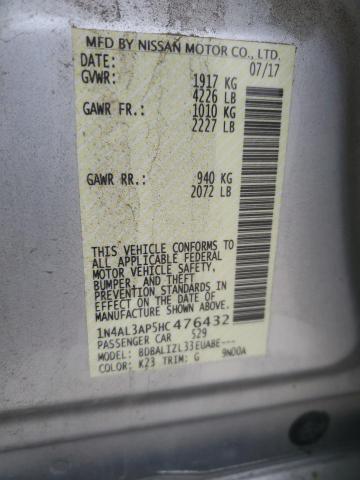 MFD BY NISSAN MOTOR CO., LTD.
DATE: 07/17
GVWR: 1917 KG
4226 LB
GAWR FR.: 1010 KG
2227 LB
GAWR RR.: 940 KG
2072 LB
THIS VEHICLE CONFORMS TO
ALL APPLICABLE FEDERAL
MOTOR VEHICLE SAFETY,
BUMPER, AND THEFT
PREVENTION STANDARDS IN
EFFECT ON THE DATE OF
MANUFACTURE SHOWN ABOVE.
1N4AL3AP5HC476432
PASSENGER CAR 529
MODEL: BDBALIZL33EUABE---
COLOR: K23 TRIM: G 9N00A